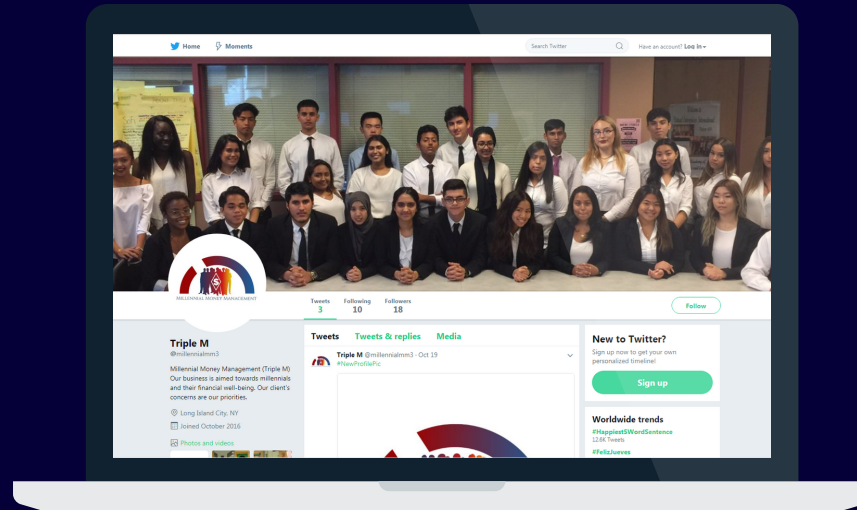 Home Moments Search Twitter Have an account? Log in
MILLENNIAL MONEY MANAGEMENT
Tweets Following Followers
3 10 18
Follow
Triple M
@millennialmm3
Millennial Money Management (Triple M)
Our business is aimed towards millennials
and their financial well-being. Our client's
concerns are our priorities.
Long Island City, NY
Joined October 2016
Photos and videos
Tweets Tweets & replies Media
Triple M @millennialmm3 · Oct 19
#NewProfilePic
New to Twitter?
Sign up now to get your own
personalized timeline!
Sign up
Worldwide trends
#Happiest5WordSentence
12.6K Tweets
#FelizJueves